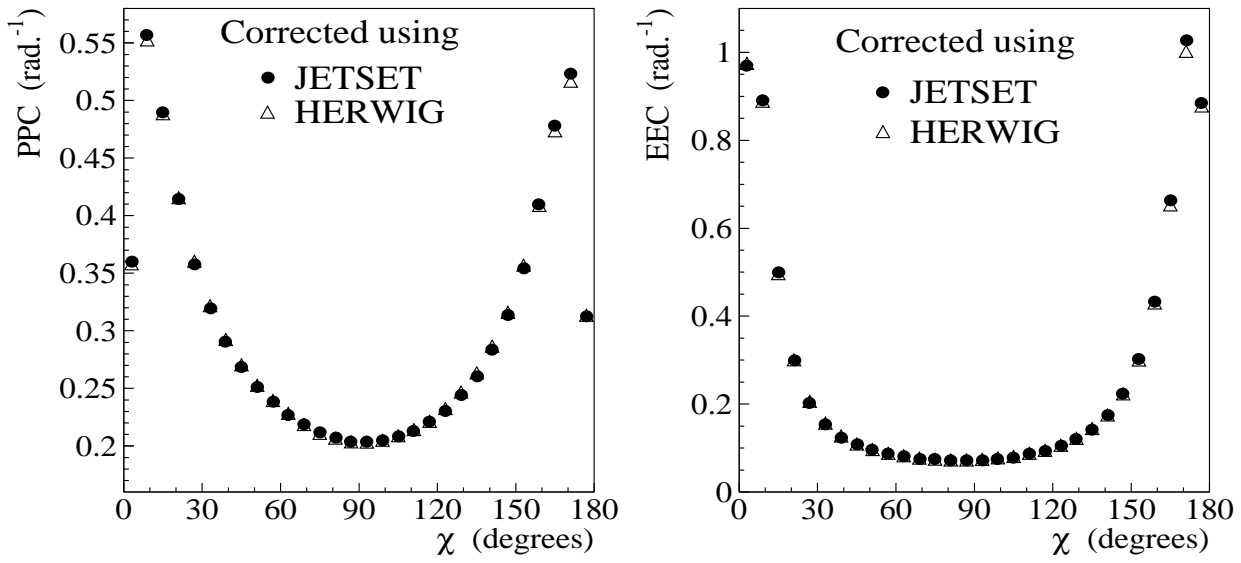 PPC (rad.⁻¹)
Corrected using
JETSET
HERWIG
0.55
0.5
0.45
0.4
0.35
0.3
0.25
0.2
0 30 60 90 120 150 180
χ (degrees)
EEC (rad.⁻¹)
Corrected using
JETSET
HERWIG
1
0.8
0.6
0.4
0.2
0
0 30 60 90 120 150 180
χ (degrees)